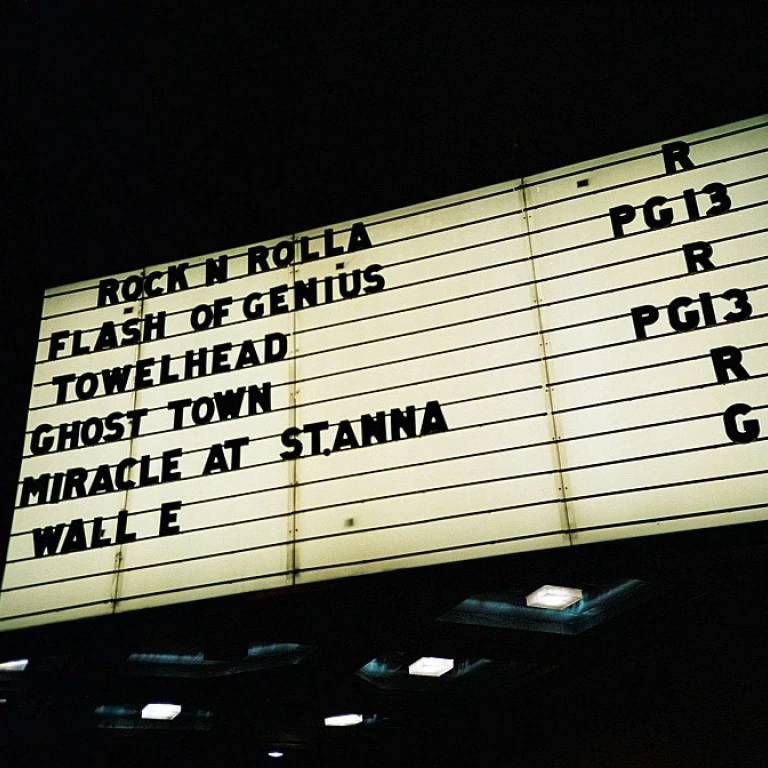 ROCK N ROLLA R
FLASH OF GENIUS PG13
TOWELHEAD R
GHOST TOWN PG13
MIRACLE AT ST.ANNA R
WALL E G